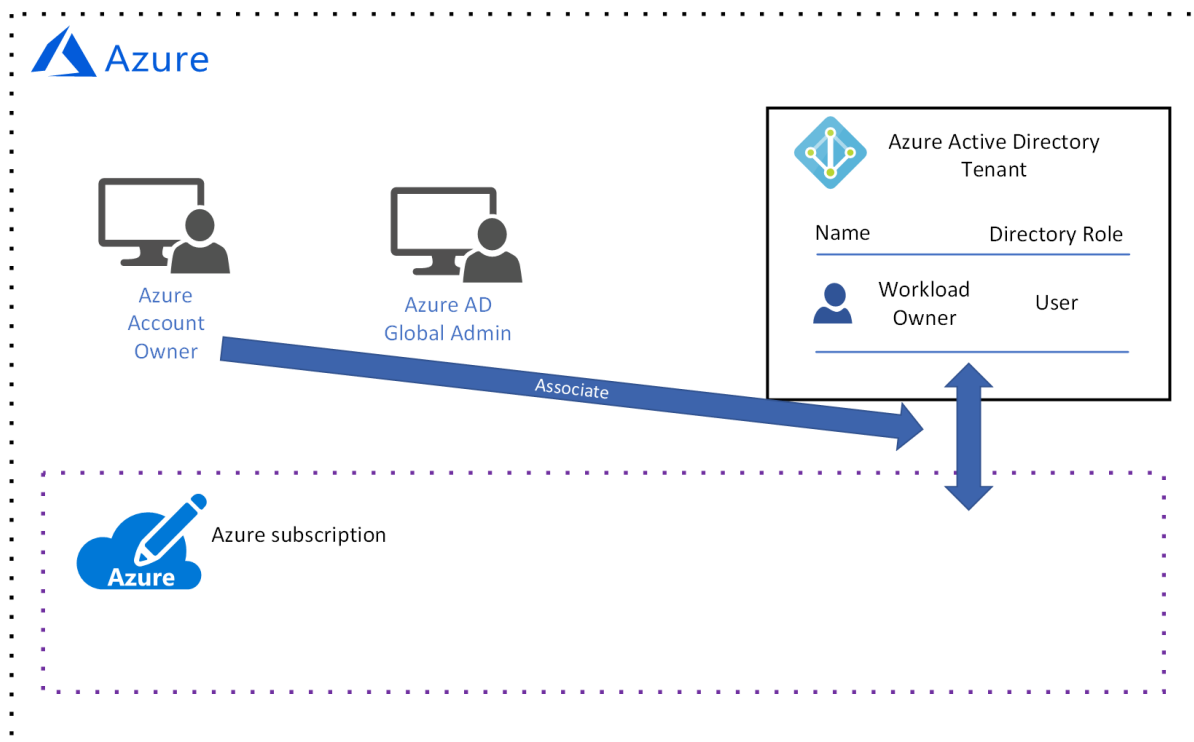 Azure
Azure Active Directory
Tenant
Name
Directory Role
Workload
Owner
User
Azure
Account
Owner
Azure AD
Global Admin
Associate
Azure subscription
Azure